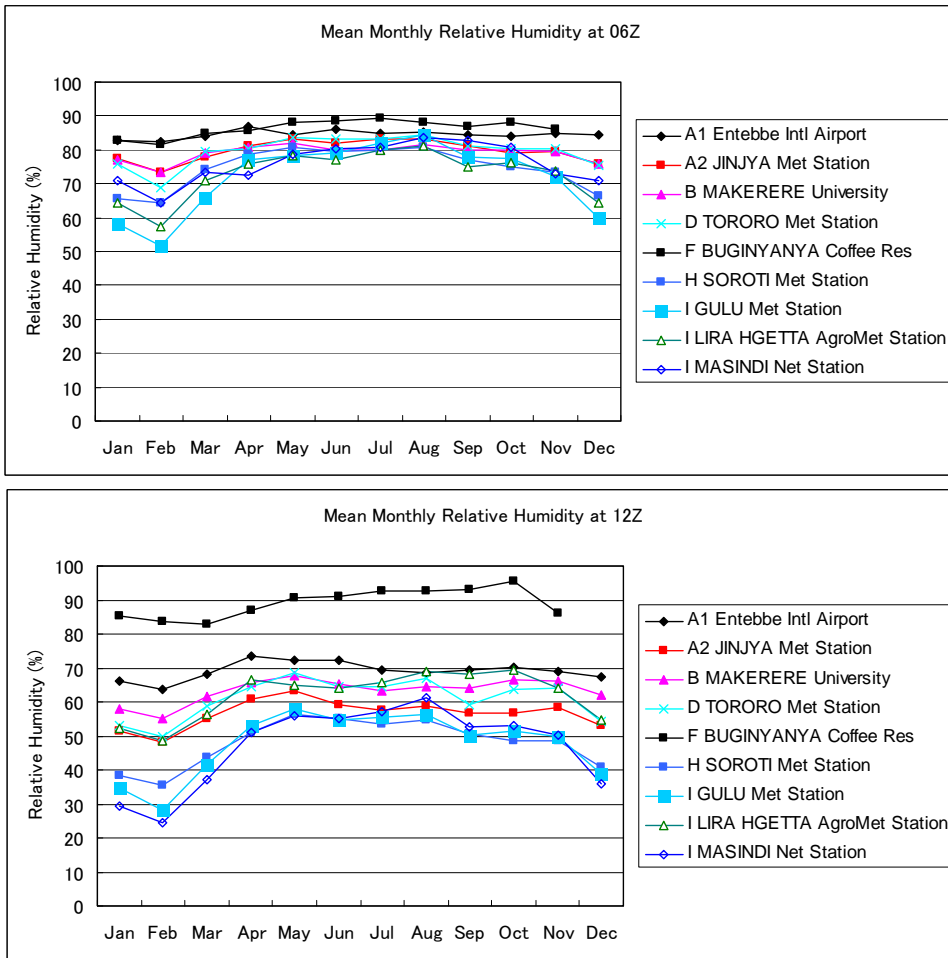 Mean Monthly Relative Humidity at 06Z
Relative Humidity (%)
100
90
80
70
60
50
40
30
20
10
0
Jan Feb Mar Apr May Jun Jul Aug Sep Oct Nov Dec
A1 Entebbe Intl Airport
A2 JINJYA Met Station
B MAKERERE University
D TORORO Met Station
F BUGINYANYA Coffee Res
H SOROTI Met Station
I GULU Met Station
I LIRA HGETTA AgroMet Station
I MASINDI Net Station
Mean Monthly Relative Humidity at 12Z
Relative Humidity (%)
100
90
80
70
60
50
40
30
20
10
0
Jan Feb Mar Apr May Jun Jul Aug Sep Oct Nov Dec
A1 Entebbe Intl Airport
A2 JINJYA Met Station
B MAKERERE University
D TORORO Met Station
F BUGINYANYA Coffee Res
H SOROTI Met Station
I GULU Met Station
I LIRA HGETTA AgroMet Station
I MASINDI Net Station